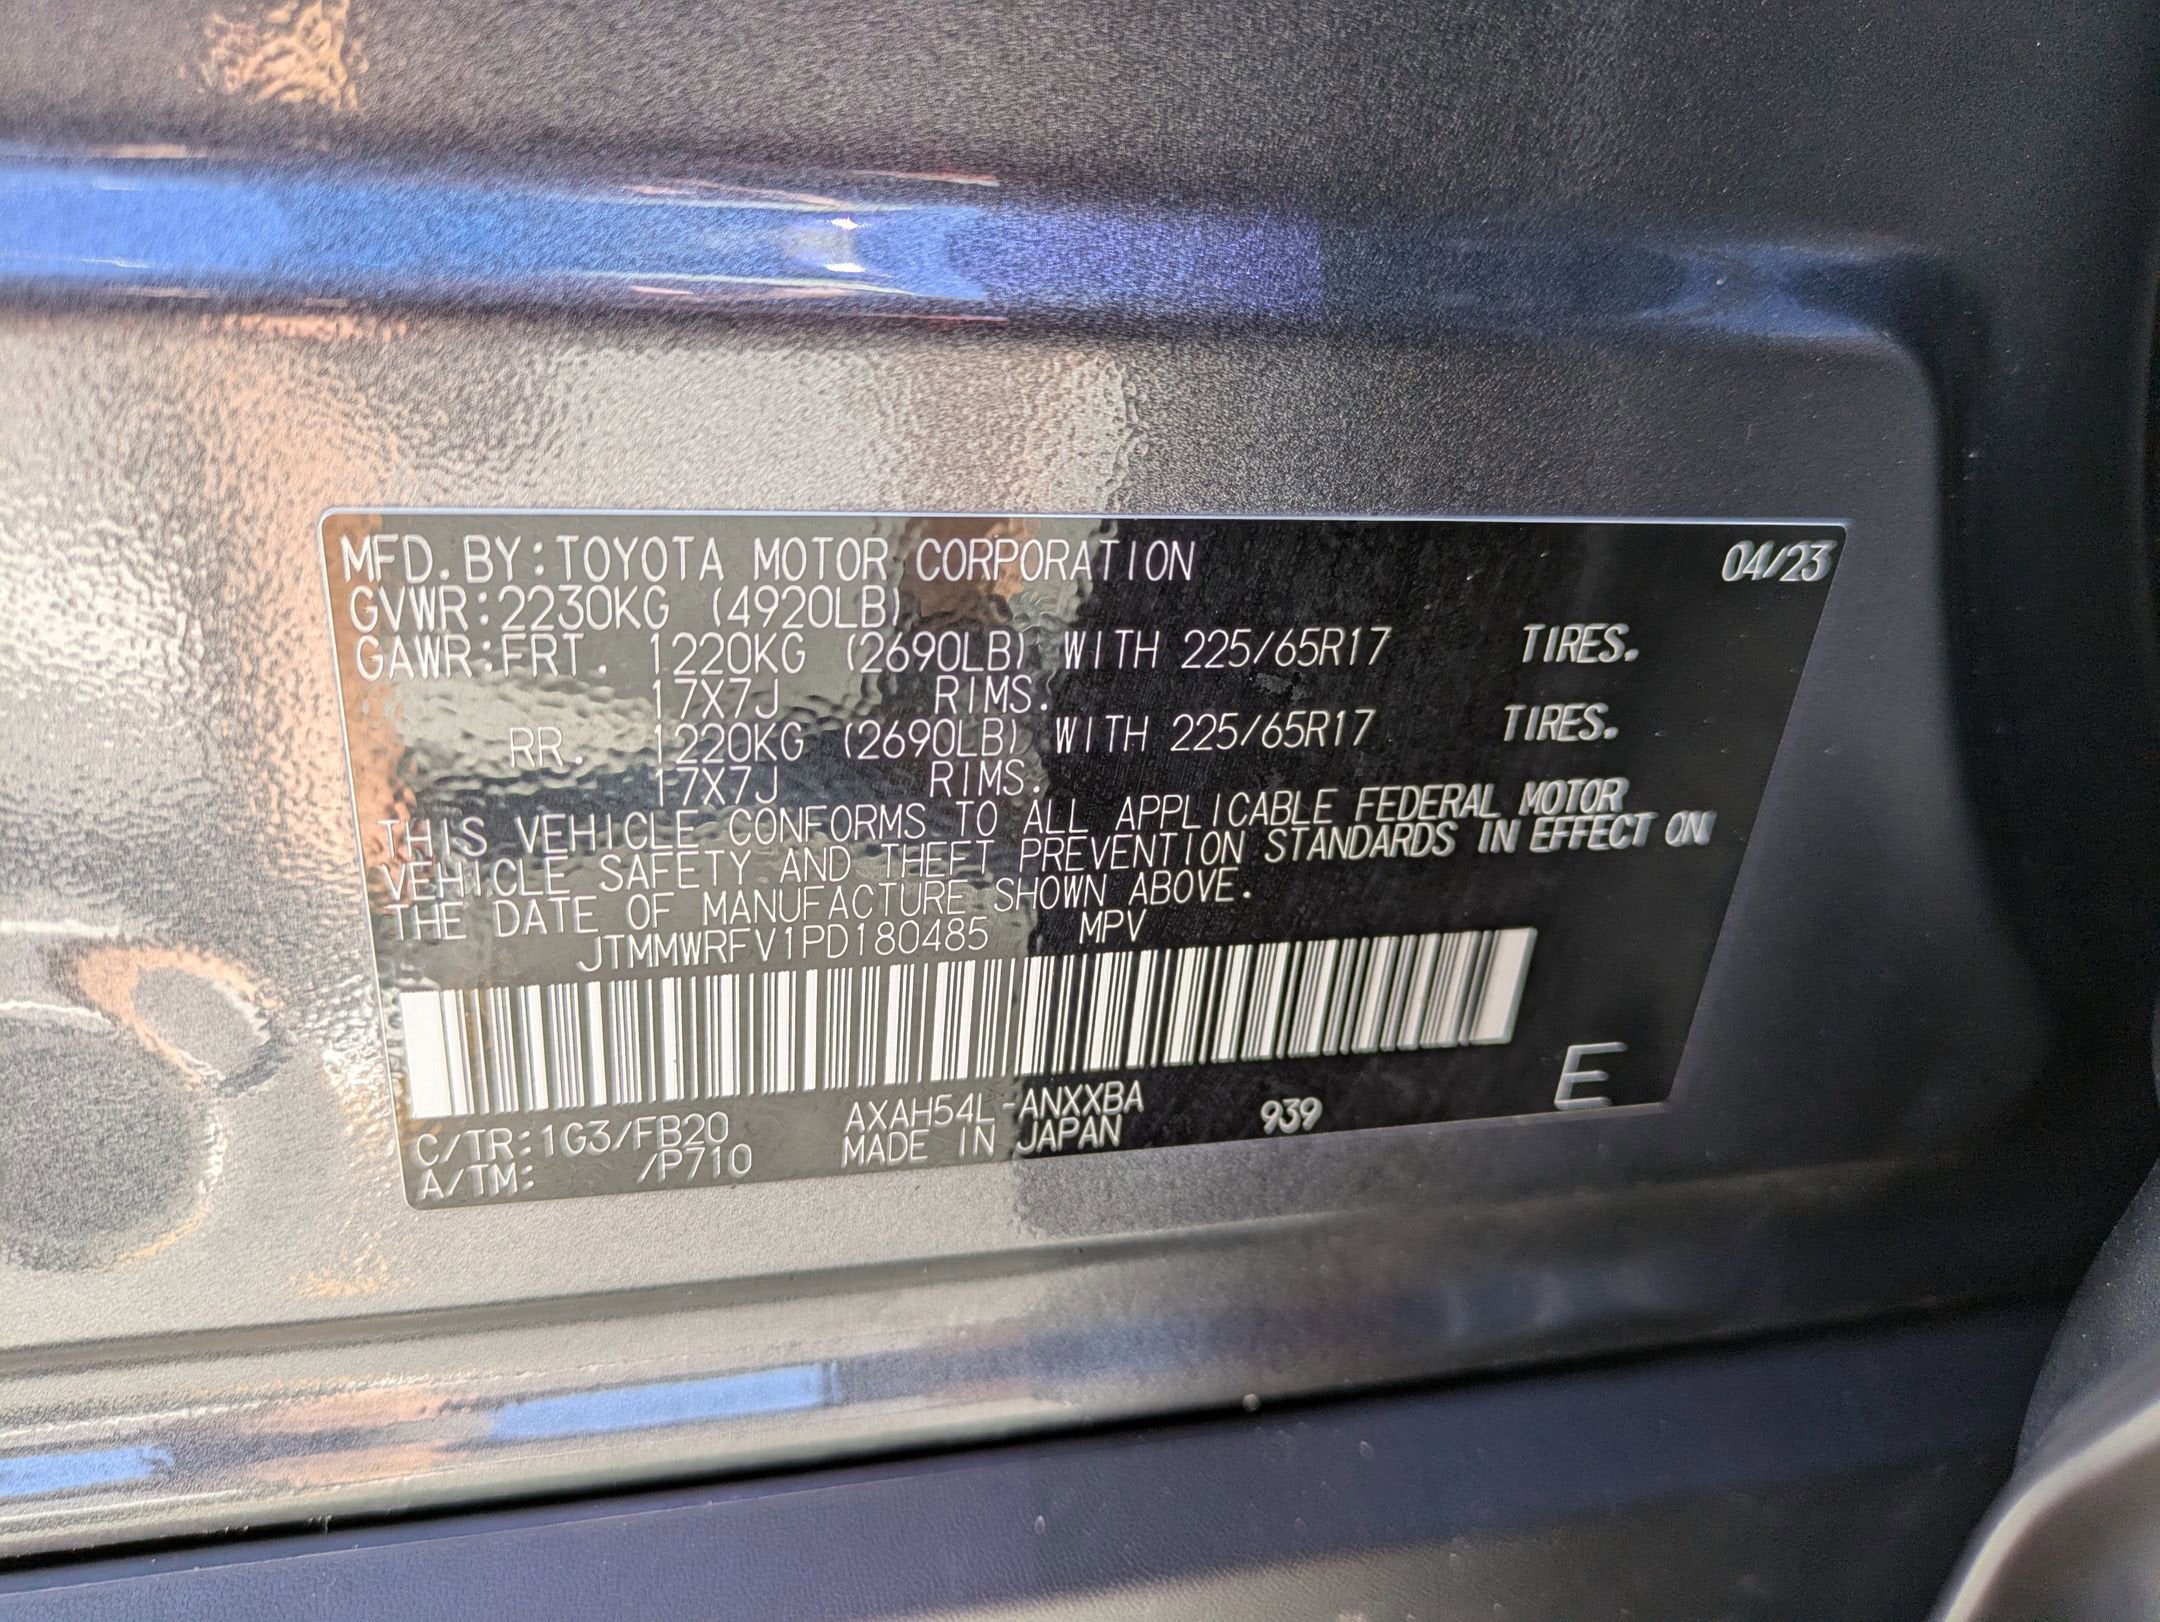 MFD.BY:TOYOTA MOTOR CORPORATION 04/23
GVWR:2230KG (4920LB)
GAWR:FRT. 1220KG (2690LB) WITH 225/65R17 TIRES.
17X7J RIMS.
RR. 1220KG (2690LB) WITH 225/65R17 TIRES.
17X7J RIMS.
THIS VEHICLE CONFORMS TO ALL APPLICABLE FEDERAL MOTOR
VEHICLE SAFETY AND THEFT PREVENTION STANDARDS IN EFFECT ON
THE DATE OF MANUFACTURE SHOWN ABOVE.
JTMMWRFV1PD180485 MPV
E
C/TR:1G3/FB20 AXAH54L-ANXXBA 939
A/TM: /P710 MADE IN JAPAN